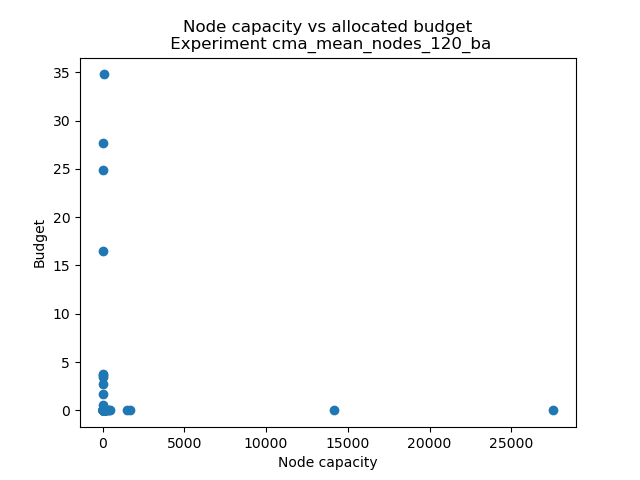 Node capacity vs allocated budget
Experiment cma_mean_nodes_120_ba
35
30
25
20
15
10
5
0
Budget
0 5000 10000 15000 20000 25000
Node capacity